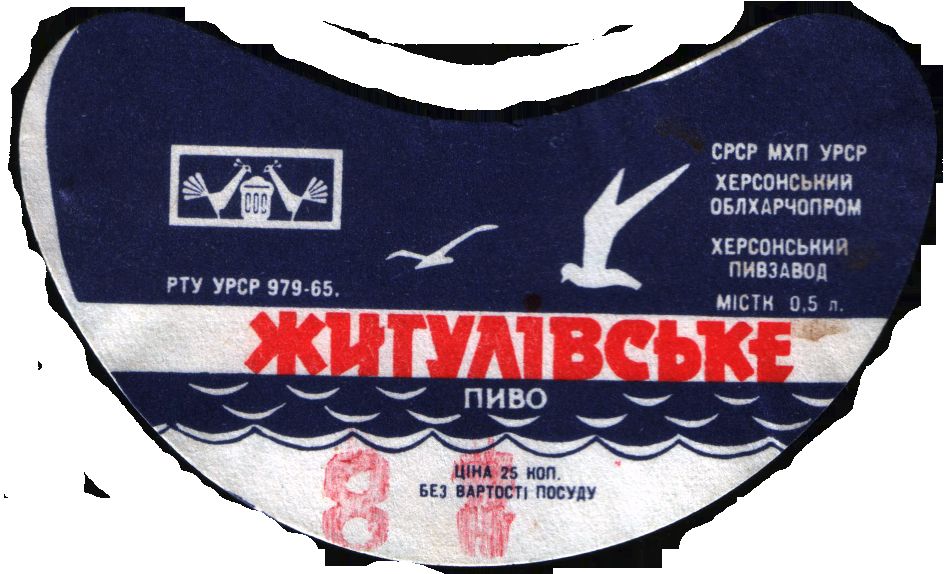 СРСР МХП УРСР
ХЕРСОНСЬКИЙ
ОБЛХАРЧОПРОМ
ХЕРСОНСЬКИЙ
ПИВЗАВОД
МІСТК 0,5 л.
РТУ УРСР 979-65.
ЖИГУЛІВСЬКЕ
ПИВО
ЦІНА 25 КОП.
БЕЗ ВАРТОСТІ ПОСУДУ